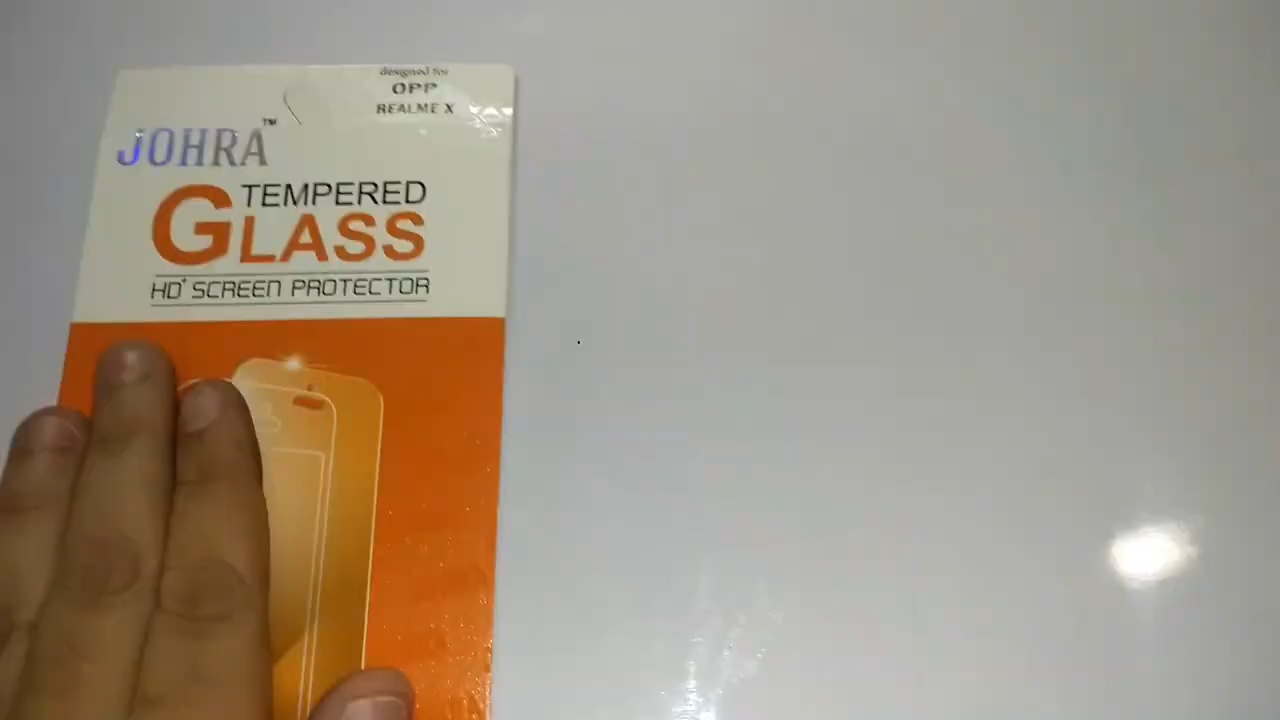 designed for
OPP
REALME X
JOHRA™
TEMPERED
GLASS
HD+ SCREEN PROTECTOR